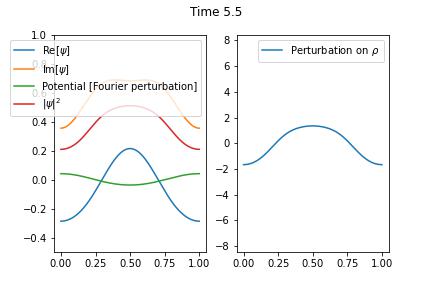 Time 5.5
Re[ψ]
Im[ψ]
Potential [Fourier perturbation]
|ψ|²
1.0
0.8
0.6
0.4
0.2
0.0
−0.2
−0.4
0.00 0.25 0.50 0.75 1.00
Perturbation on ρ
8
6
4
2
0
−2
−4
−6
−8
0.00 0.25 0.50 0.75 1.00